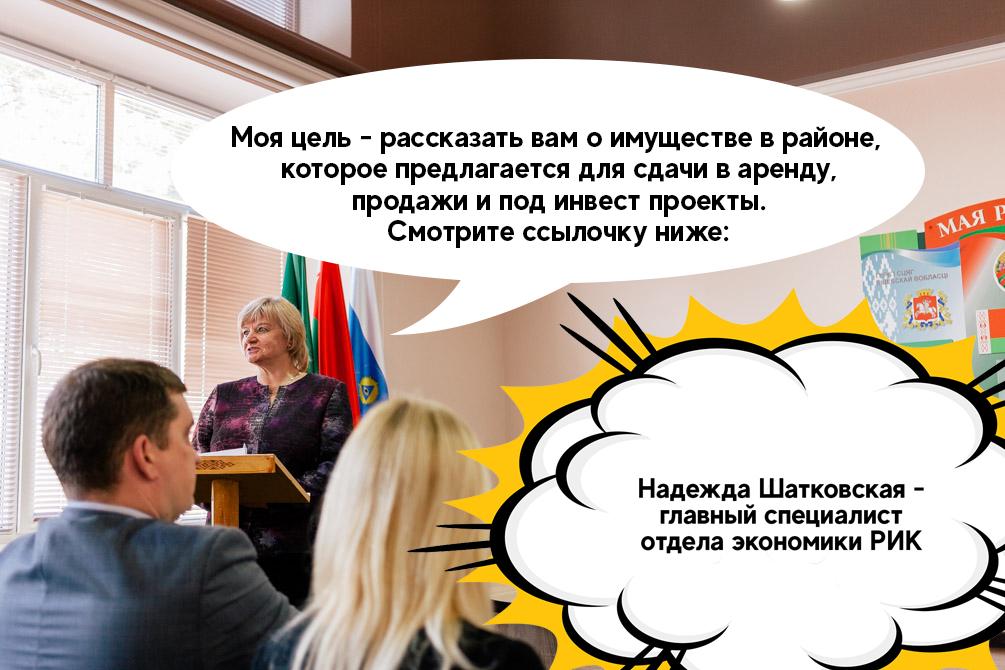 Моя цель - рассказать вам о имуществе в районе,
которое предлагается для сдачи в аренду,
продажи и под инвест проекты.
Смотрите ссылочку ниже:
МАЯ Р
Надежда Шатковская -
главный специалист
отдела экономики РИК